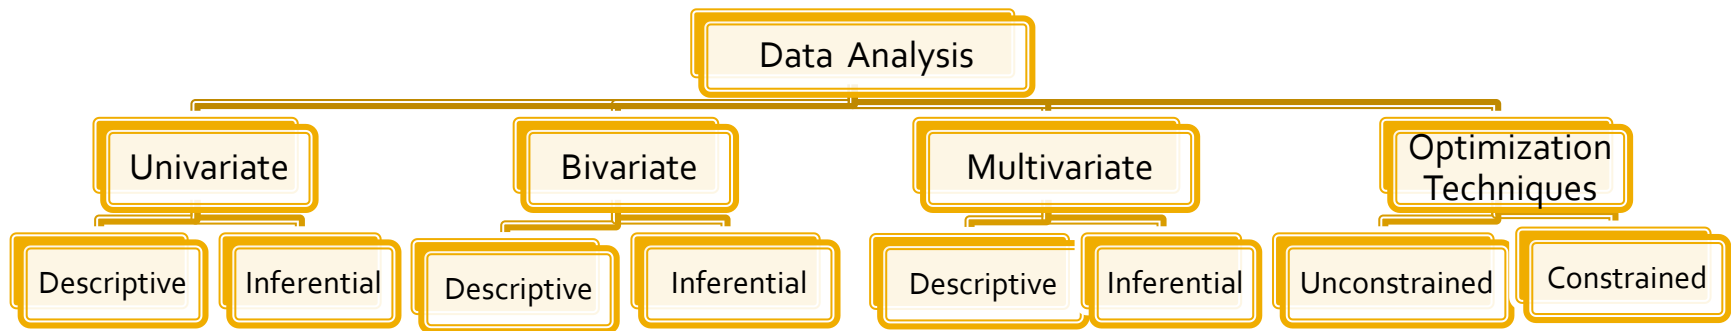 Data Analysis
Univariate
Bivariate
Multivariate
Optimization
Techniques
Descriptive
Inferential
Descriptive
Inferential
Descriptive
Inferential
Unconstrained
Constrained